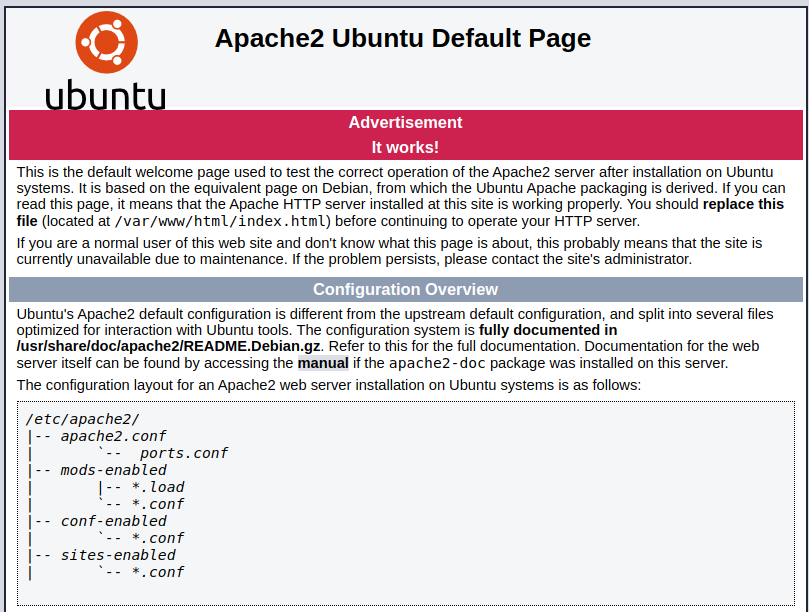 ubuntu
Apache2 Ubuntu Default Page
Advertisement
It works!
This is the default welcome page used to test the correct operation of the Apache2 server after installation on Ubuntu
systems. It is based on the equivalent page on Debian, from which the Ubuntu Apache packaging is derived. If you can
read this page, it means that the Apache HTTP server installed at this site is working properly. You should replace this
file (located at /var/www/html/index.html) before continuing to operate your HTTP server.
If you are a normal user of this web site and don't know what this page is about, this probably means that the site is
currently unavailable due to maintenance. If the problem persists, please contact the site's administrator.
Configuration Overview
Ubuntu's Apache2 default configuration is different from the upstream default configuration, and split into several files
optimized for interaction with Ubuntu tools. The configuration system is fully documented in
/usr/share/doc/apache2/README.Debian.gz. Refer to this for the full documentation. Documentation for the web
server itself can be found by accessing the manual if the apache2-doc package was installed on this server.
The configuration layout for an Apache2 web server installation on Ubuntu systems is as follows:
/etc/apache2/
|-- apache2.conf
|       `--  ports.conf
|-- mods-enabled
|       |-- *.load
|       `-- *.conf
|-- conf-enabled
|       `-- *.conf
|-- sites-enabled
|       `-- *.conf